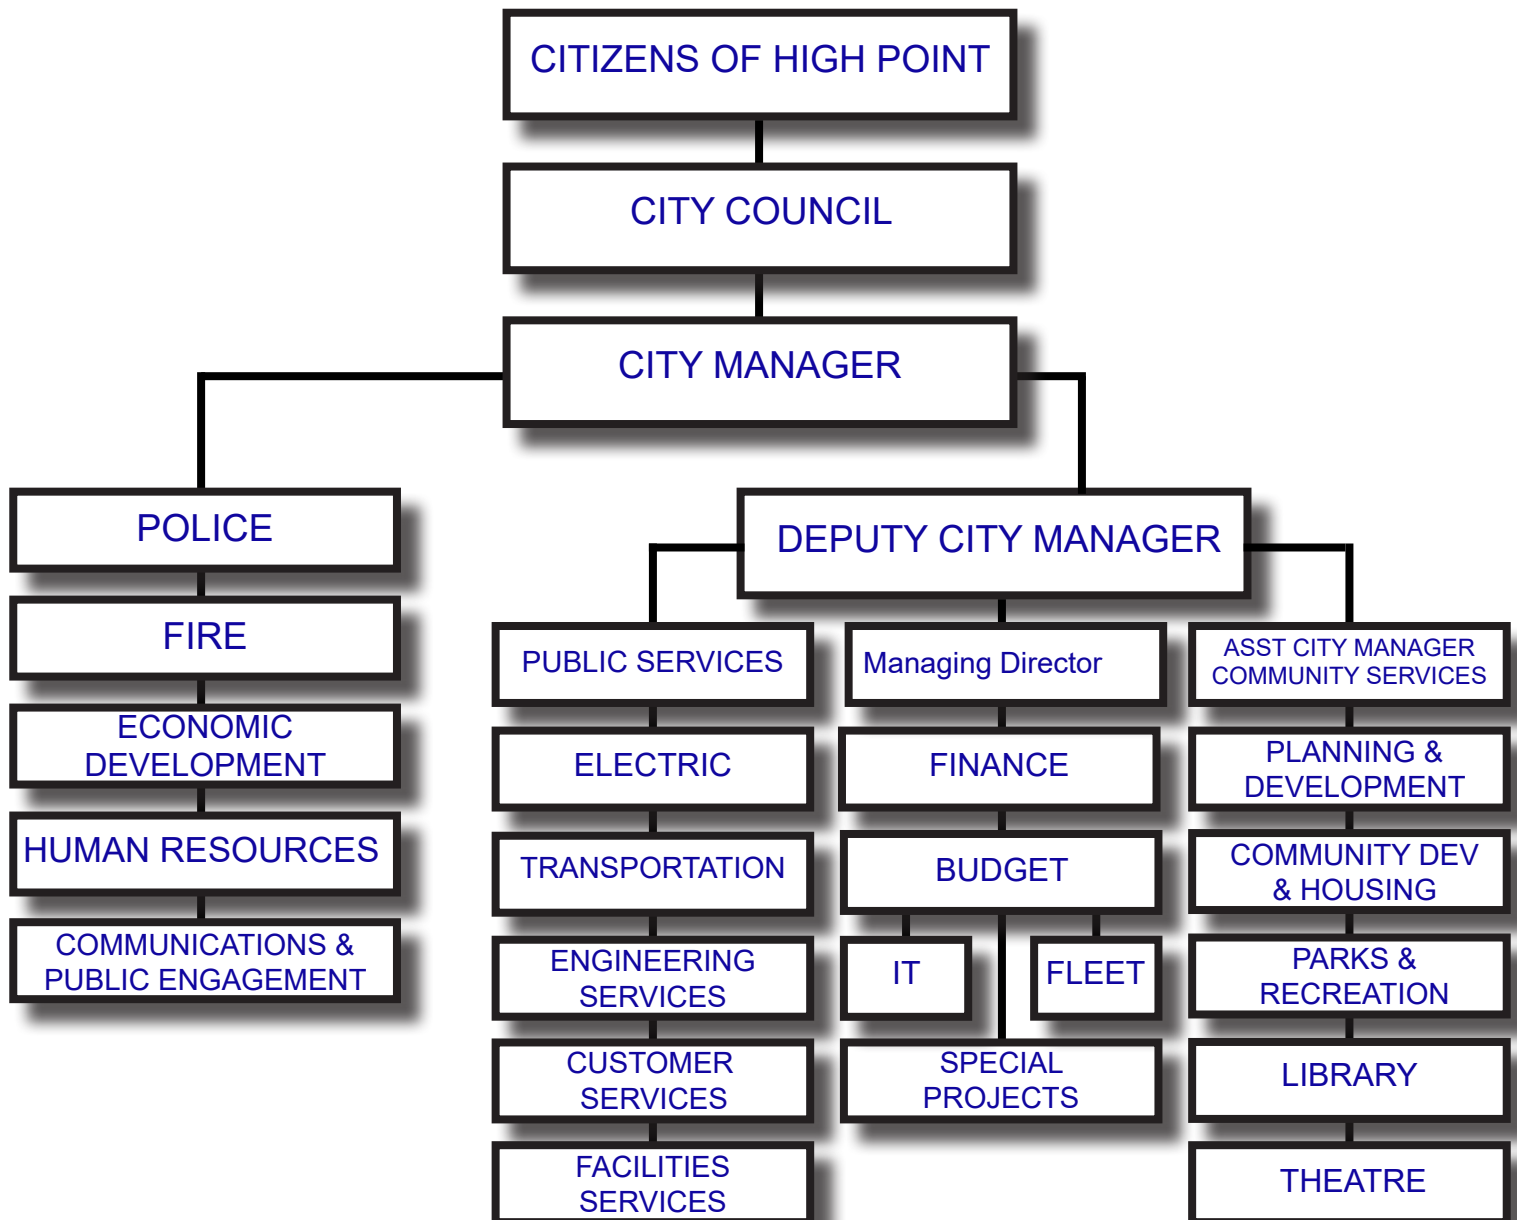 CITIZENS OF HIGH POINT
CITY COUNCIL
CITY MANAGER
POLICE
FIRE
ECONOMIC
DEVELOPMENT
HUMAN RESOURCES
COMMUNICATIONS &
PUBLIC ENGAGEMENT
DEPUTY CITY MANAGER
PUBLIC SERVICES
ELECTRIC
TRANSPORTATION
ENGINEERING
SERVICES
CUSTOMER
SERVICES
FACILITIES
SERVICES
Managing Director
FINANCE
BUDGET
IT
FLEET
SPECIAL
PROJECTS
ASST CITY MANAGER
COMMUNITY SERVICES
PLANNING &
DEVELOPMENT
COMMUNITY DEV
& HOUSING
PARKS &
RECREATION
LIBRARY
THEATRE